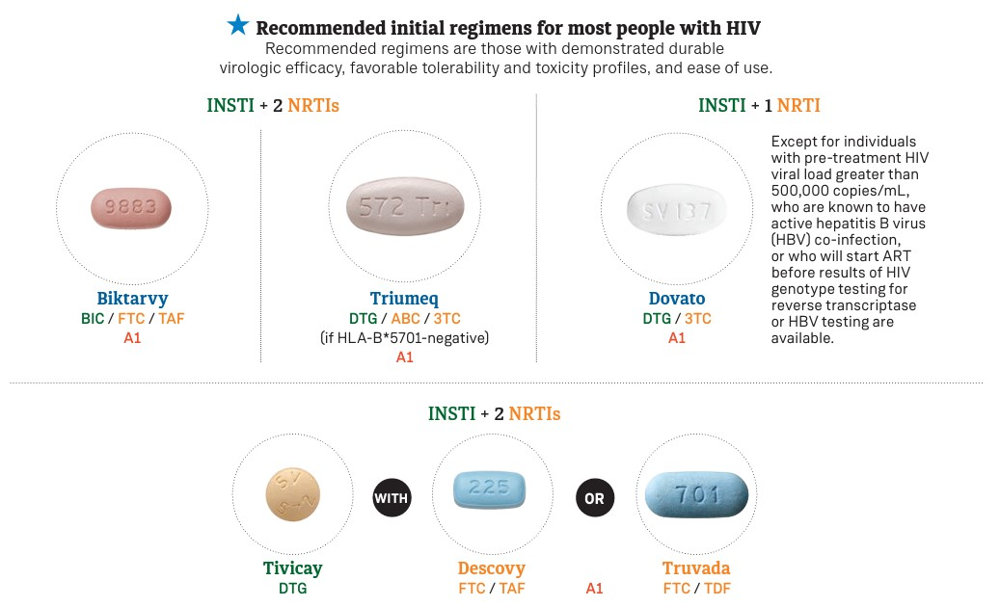 Recommended initial regimens for most people with HIV
Recommended regimens are those with demonstrated durable
virologic efficacy, favorable tolerability and toxicity profiles, and ease of use.
INSTI + 2 NRTIs
9883
Biktarvy
BIC / FTC / TAF
A1
572 Tri
Triumeq
DTG / ABC / 3TC
(if HLA-B*5701-negative)
A1
INSTI + 1 NRTI
SV 137
Dovato
DTG / 3TC
A1
Except for individuals
with pre-treatment HIV
viral load greater than
500,000 copies/mL,
who are known to have
active hepatitis B virus
(HBV) co-infection,
or who will start ART
before results of HIV
genotype testing for
reverse transcriptase
or HBV testing are
available.
INSTI + 2 NRTIs
SV
572
Tivicay
DTG
WITH
225
Descovy
FTC / TAF
OR
A1
701
Truvada
FTC / TDF